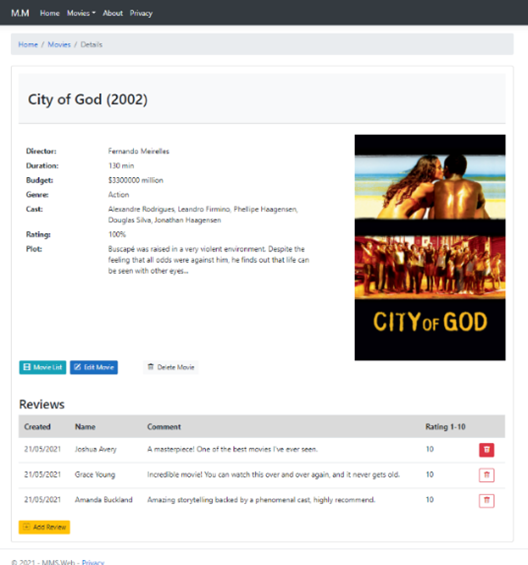 M.M Home Movies About Privacy
Home / Movies / Details
City of God (2002)
Director: Fernando Meirelles
Duration: 130 min
Budget: $3300000 million
Genre: Action
Cast: Alexandre Rodrigues, Leandro Firmino, Phellipe Haagensen,
Douglas Silva, Jonathan Haagensen
Rating: 100%
Plot: Buscapé was raised in a very violent environment. Despite the
feeling that all odds were against him, he finds out that life can
be seen with other eyes...
CITY OF GOD
Movie List Edit Movie Delete Movie
Reviews
Created Name Comment Rating 1-10
21/05/2021 Joshua Avery A masterpiece! One of the best movies I've ever seen. 10
21/05/2021 Grace Young Incredible movie! You can watch this over and over again, and it never gets old. 10
21/05/2021 Amanda Buckland Amazing storytelling backed by a phenomenal cast, highly recommend. 10
Add Review
© 2021 - MMS.Web - Privacy